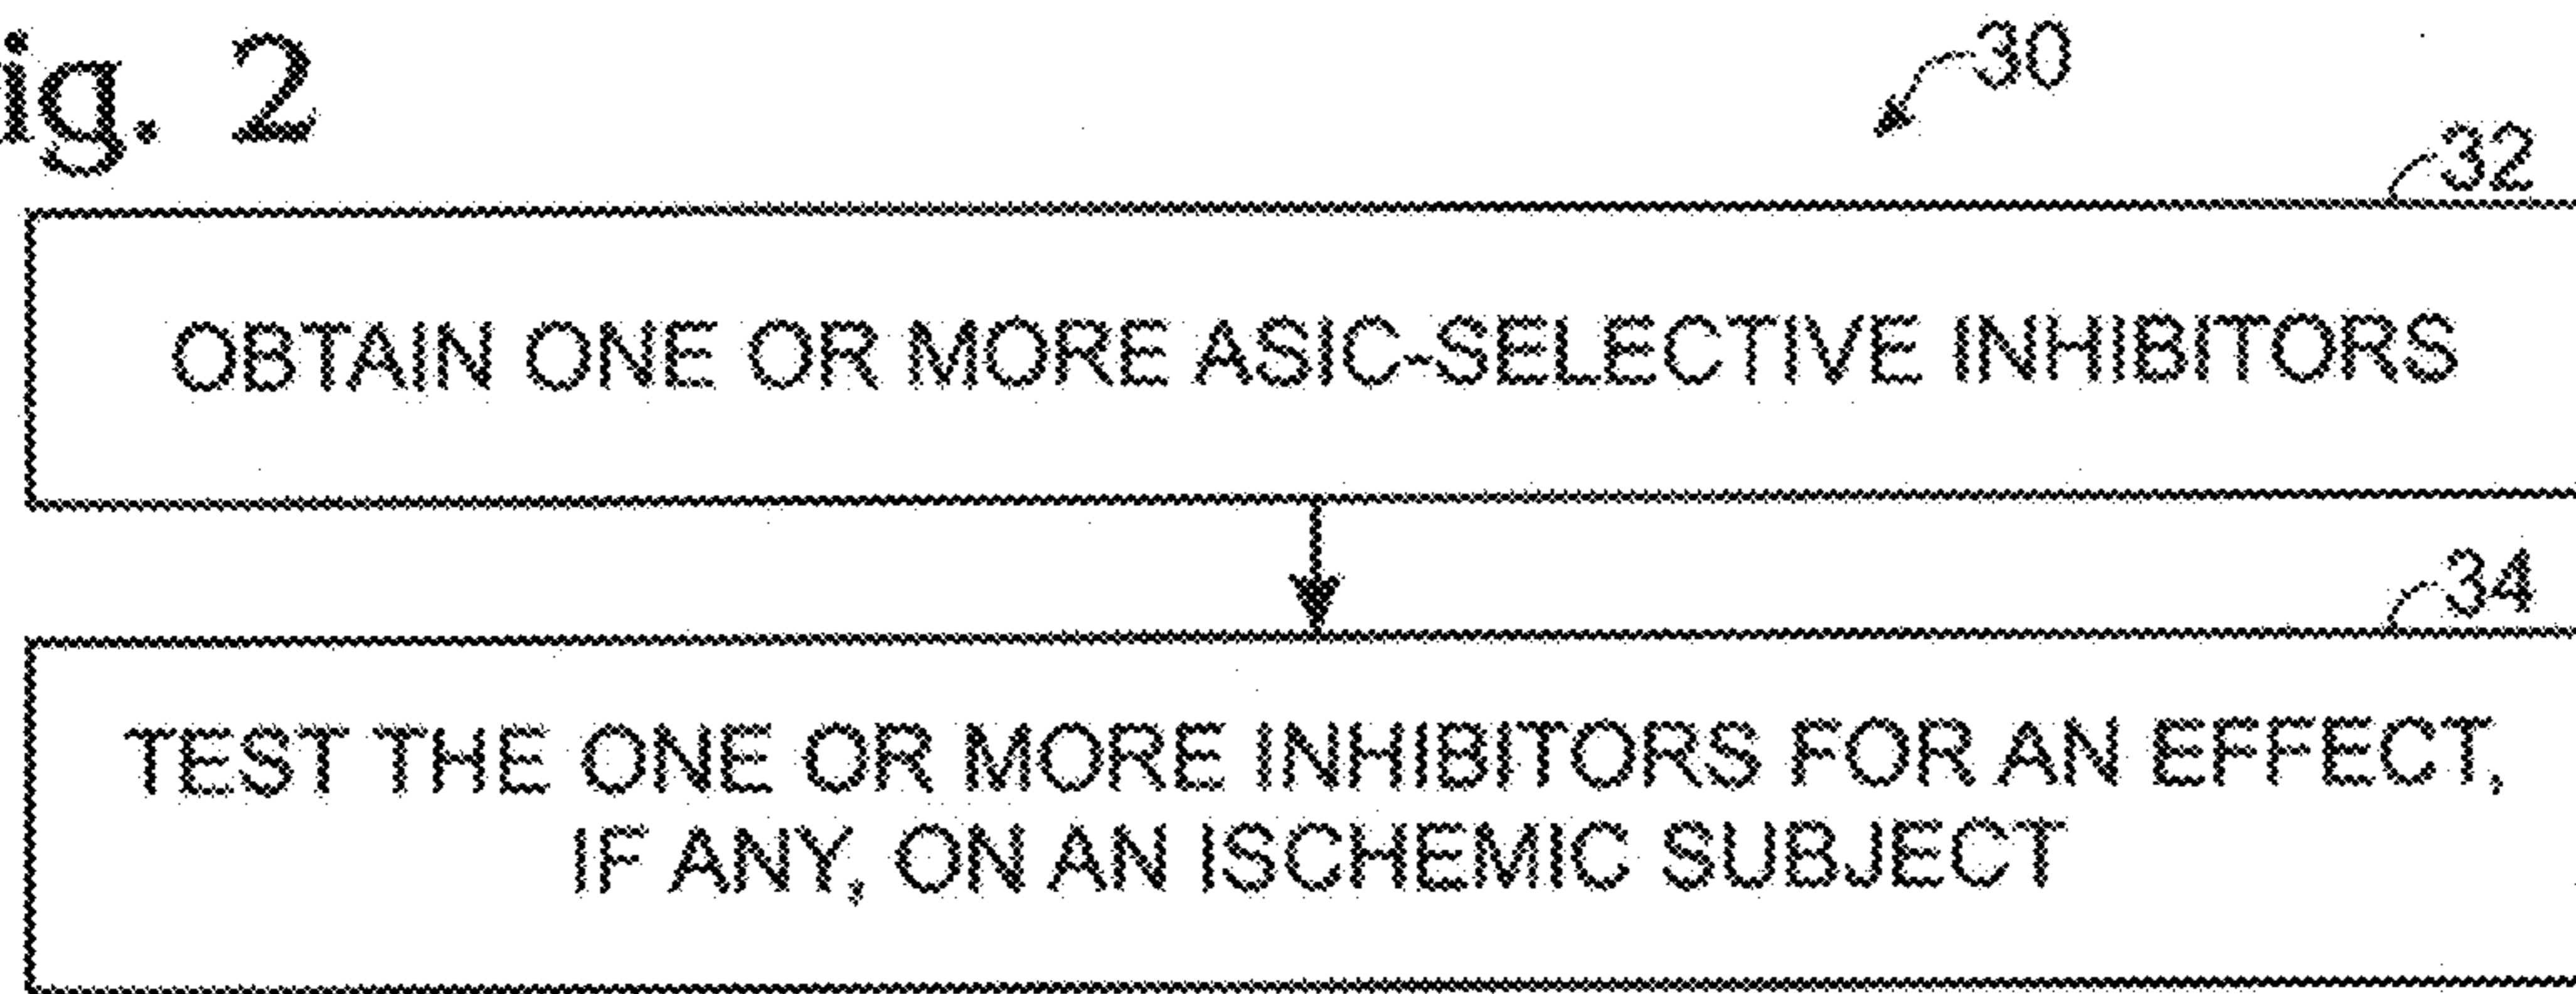 ig. 2
30
32
OBTAIN ONE OR MORE ASIC-SELECTIVE INHIBITORS
34
TEST THE ONE OR MORE INHIBITORS FOR AN EFFECT,
IF ANY, ON AN ISCHEMIC SUBJECT